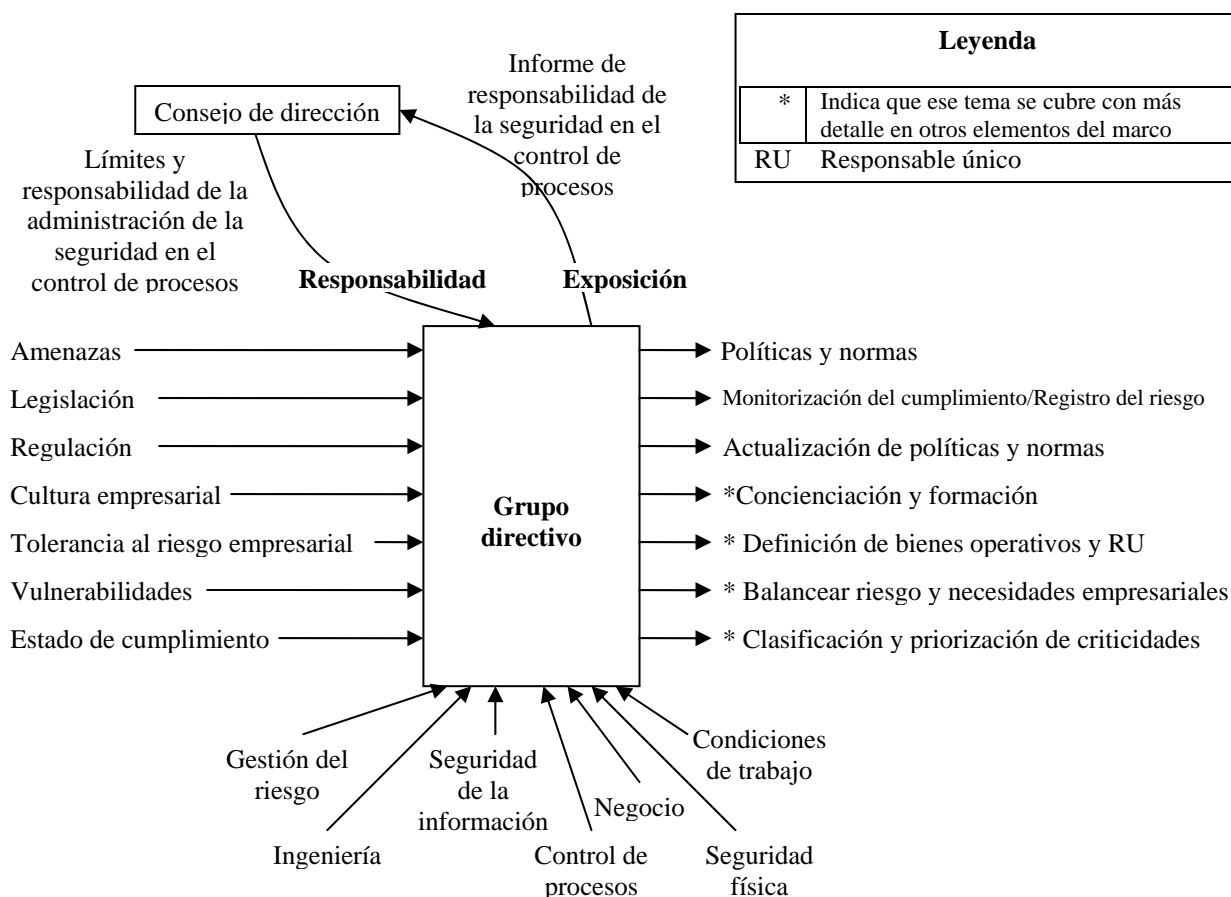 Leyenda
* Indica que ese tema se cubre con más
detalle en otros elementos del marco
RU Responsable único
Consejo de dirección
Informe de
responsabilidad de
la seguridad en el
control de
procesos
Límites y
responsabilidad de la
administración de la
seguridad en el
control de procesos
Responsabilidad
Exposición
Amenazas
Legislación
Regulación
Cultura empresarial
Tolerancia al riesgo empresarial
Vulnerabilidades
Estado de cumplimiento
Grupo
directivo
Políticas y normas
Monitorización del cumplimiento/Registro del riesgo
Actualización de políticas y normas
*Concienciación y formación
* Definición de bienes operativos y RU
* Balancear riesgo y necesidades empresariales
* Clasificación y priorización de criticidades
Gestión del
riesgo
Ingeniería
Seguridad
de la
información
Control de
procesos
Negocio
Seguridad
física
Condiciones
de trabajo